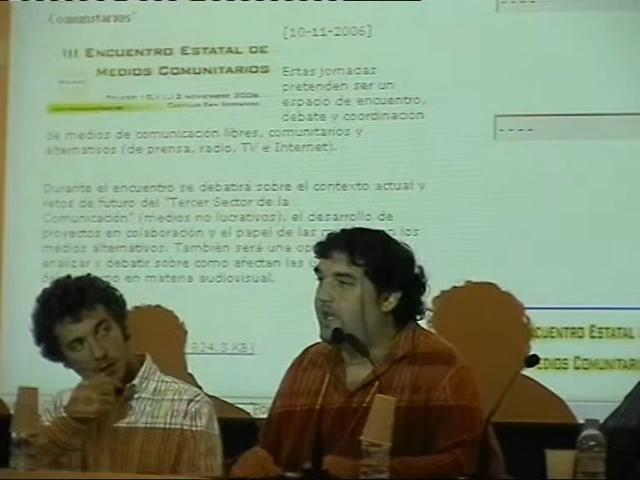 Comunitarios"
[10-11-2006]
III ENCUENTRO ESTATAL DE
MEDIOS COMUNITARIOS
Estas jornadas
pretenden ser un
espacio de encuentro,
debate y coordinación
de medios de comunicación libres, comunitarios y
alternativos (de prensa, radio, TV e Internet).
Durante el encuentro se debatirá sobre el contexto actual y
retos de futuro del "Tercer Sector de la
Comunicación" (medios no lucrativos), el desarrollo de
proyectos en colaboración y el papel de las
medios alternativos. También será una
analizar y debatir sobre como afectan las
en materia audiovisual.
924.3 KB)
ENCUENTRO ESTATAL
MEDIOS COMUNITAR